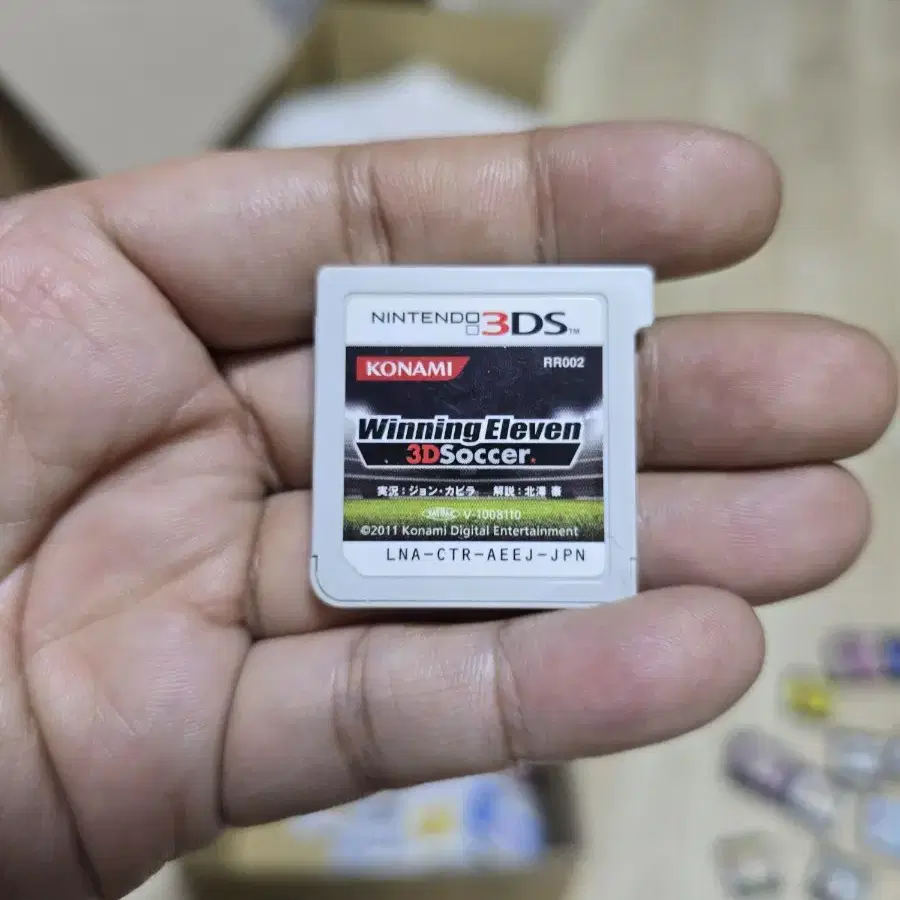 NINTENDO 3DS™
KONAMI
RR002
Winning Eleven
3DSoccer
実況:ジョン・カビラ 解説:北澤 豪
V-1008110
©2011 Konami Digital Entertainment
LNA-CTR-AEEJ-JPN